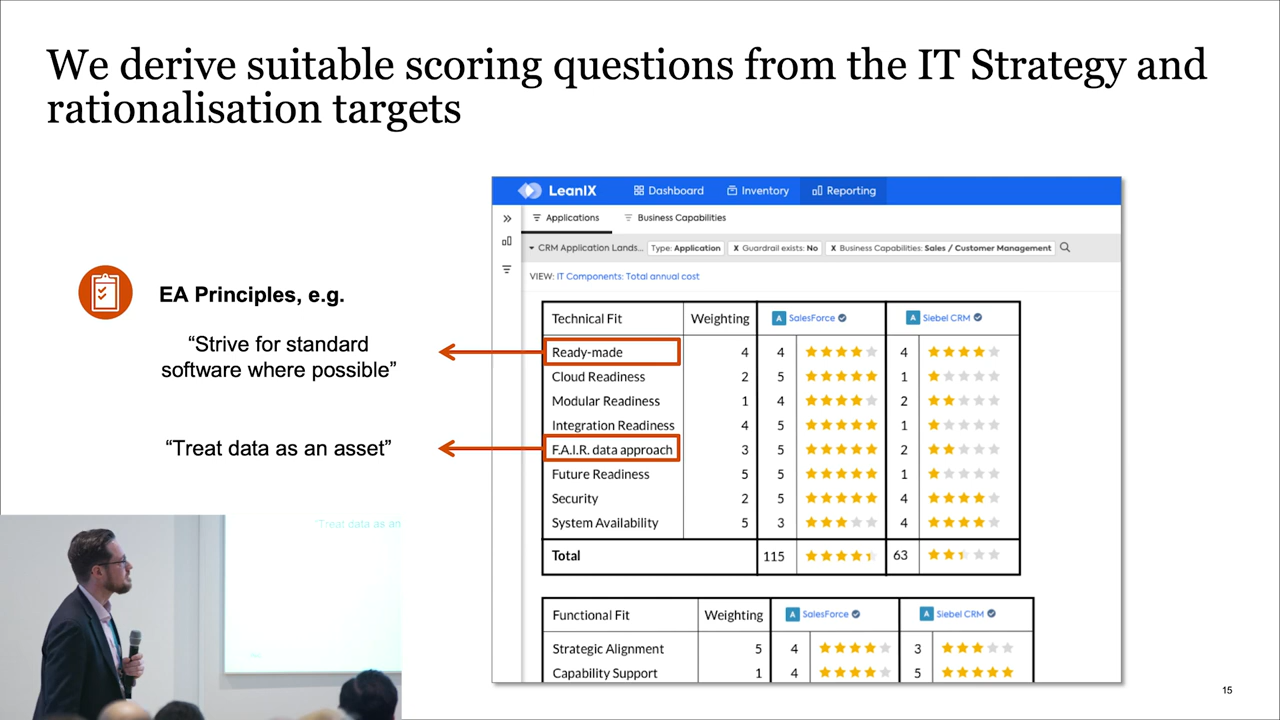 We derive suitable scoring questions from the IT Strategy and
rationalisation targets
EA Principles, e.g.
“Strive for standard
software where possible”
“Treat data as an asset”
LeanIX Dashboard Inventory Reporting
Applications Business Capabilities
CRM Application Lands... Type: Application X Guardrail exists: No X Business Capabilities: Sales / Customer Management
VIEW: IT Components: Total annual cost
Technical Fit Weighting A SalesForce A Siebel CRM
Ready-made 4 4 4
Cloud Readiness 2 5 1
Modular Readiness 1 4 2
Integration Readiness 4 5 1
F.A.I.R. data approach 3 5 2
Future Readiness 5 5 1
Security 2 5 4
System Availability 5 3 4
Total 115 63
Functional Fit Weighting A SalesForce A Siebel CRM
Strategic Alignment 5 4 3
Capability Support 1 4 5
"Treat data as an
15